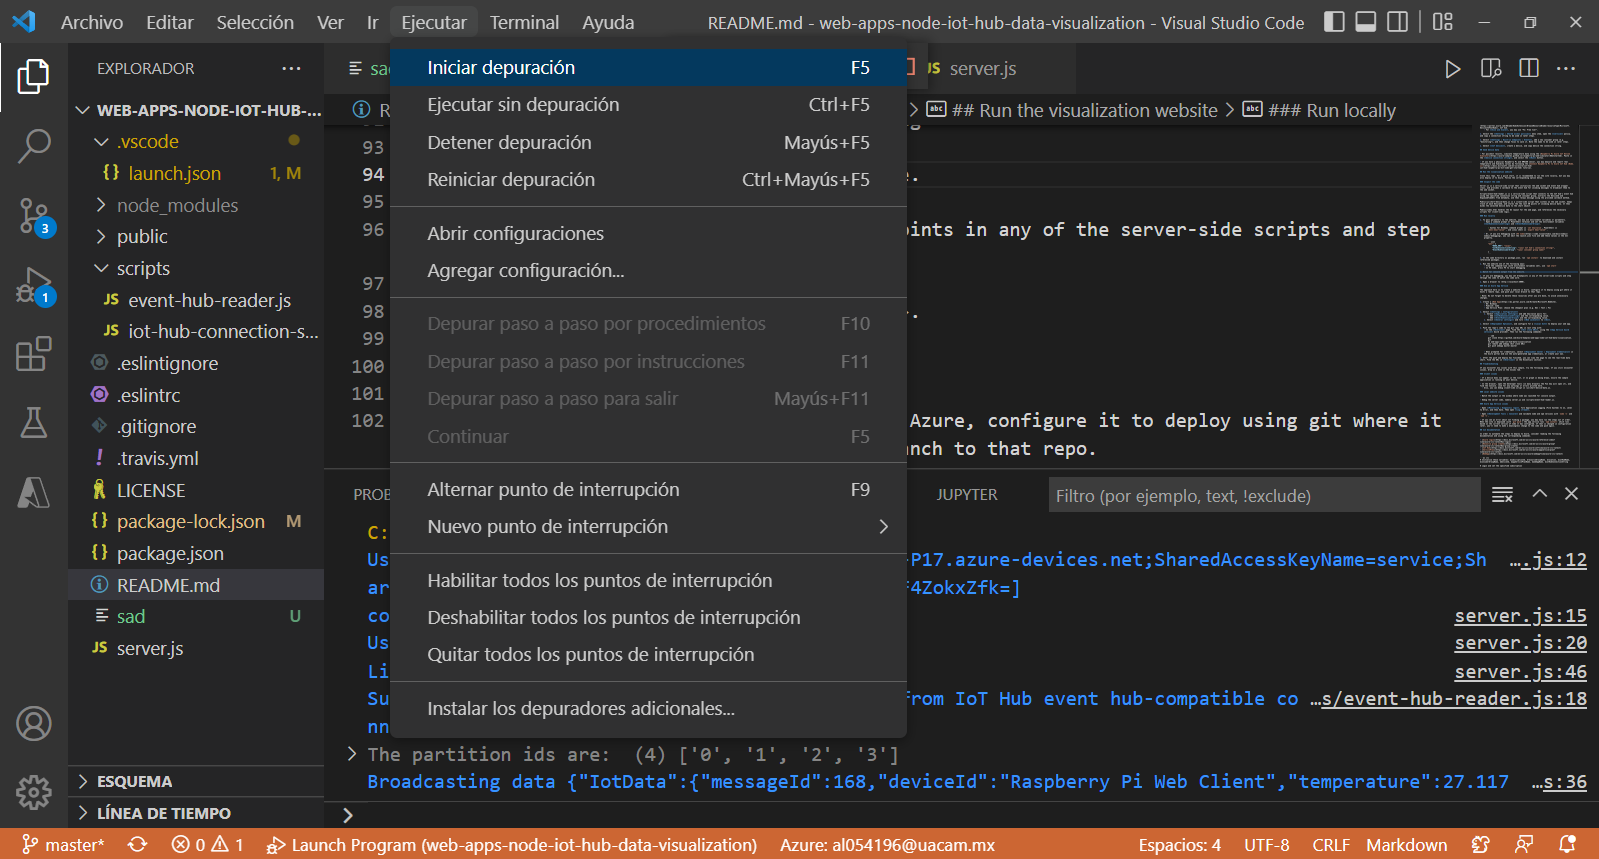 Archivo Editar Selección Ver Ir Ejecutar Terminal Ayuda README.md - web-apps-node-iot-hub-data-visualization - Visual Studio Code
EXPLORADOR ...
WEB-APPS-NODE-IOT-HUB-...
.vscode
launch.json 1, M
node_modules
public
scripts
JS event-hub-reader.js
JS iot-hub-connection-s...
.eslintignore
.eslintrc
.gitignore
! .travis.yml
LICENSE
{} package-lock.json M
{} package.json
README.md
sad U
JS server.js
ESQUEMA
LÍNEA DE TIEMPO
3
1
Iniciar depuración F5
Ejecutar sin depuración Ctrl+F5
Detener depuración Mayús+F5
Reiniciar depuración Ctrl+Mayús+F5
Abrir configuraciones
Agregar configuración...
Depurar paso a paso por procedimientos F10
Depurar paso a paso por instrucciones F11
Depurar paso a paso para salir Mayús+F11
Continuar F5
Alternar punto de interrupción F9
Nuevo punto de interrupción
Habilitar todos los puntos de interrupción
Deshabilitar todos los puntos de interrupción
Quitar todos los puntos de interrupción
Instalar los depuradores adicionales...
sad
JS server.js
R > abc ## Run the visualization website > abc ### Run locally
93
94 e.
95
96 oints in any of the server-side scripts and step
97
98 .
99
100
101
102 Azure, configure it to deploy using git where it
nch to that repo.
PROB JUPYTER Filtro (por ejemplo, text, !exclude)
C:
Us -P17.azure-devices.net;SharedAccessKeyName=service;Sh ….js:12
ar F4ZokxZfk=]
co server.js:15
Us server.js:20
Li server.js:46
Su from IoT Hub event hub-compatible co …s/event-hub-reader.js:18
nn
> The partition ids are: (4) ['0', '1', '2', '3']
Broadcasting data {"IotData":{"messageId":168,"deviceId":"Raspberry Pi Web Client","temperature":27.117 …s:36
>
master* 0 1 Launch Program (web-apps-node-iot-hub-data-visualization) Azure: al054196@uacam.mx Espacios: 4 UTF-8 CRLF Markdown